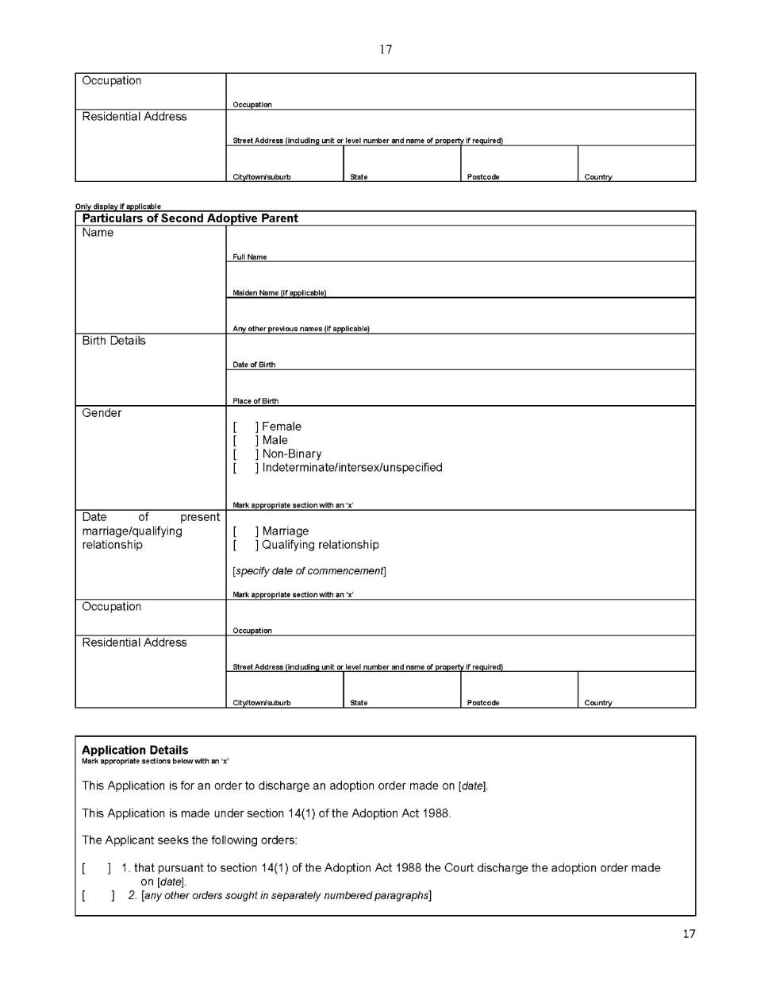 17
Occupation
Occupation
Residential Address
Street Address (including unit or level number and name of property if required)
City/town/suburb State Postcode Country
Only display if applicable
Particulars of Second Adoptive Parent
Name
Full Name
Maiden Name (if applicable)
Any other previous names (if applicable)
Birth Details
Date of Birth
Place of Birth
Gender
[ ] Female
[ ] Male
[ ] Non-Binary
[ ] Indeterminate/intersex/unspecified
Mark appropriate section with an ‘x’
Date of present
marriage/qualifying
relationship
[ ] Marriage
[ ] Qualifying relationship
[specify date of commencement]
Mark appropriate section with an ‘x’
Occupation
Occupation
Residential Address
Street Address (including unit or level number and name of property if required)
City/town/suburb State Postcode Country
Application Details
Mark appropriate sections below with an ‘x’
This Application is for an order to discharge an adoption order made on [date].
This Application is made under section 14(1) of the Adoption Act 1988.
The Applicant seeks the following orders:
[ ] 1. that pursuant to section 14(1) of the Adoption Act 1988 the Court discharge the adoption order made
on [date].
[ ] 2. [any other orders sought in separately numbered paragraphs]
17